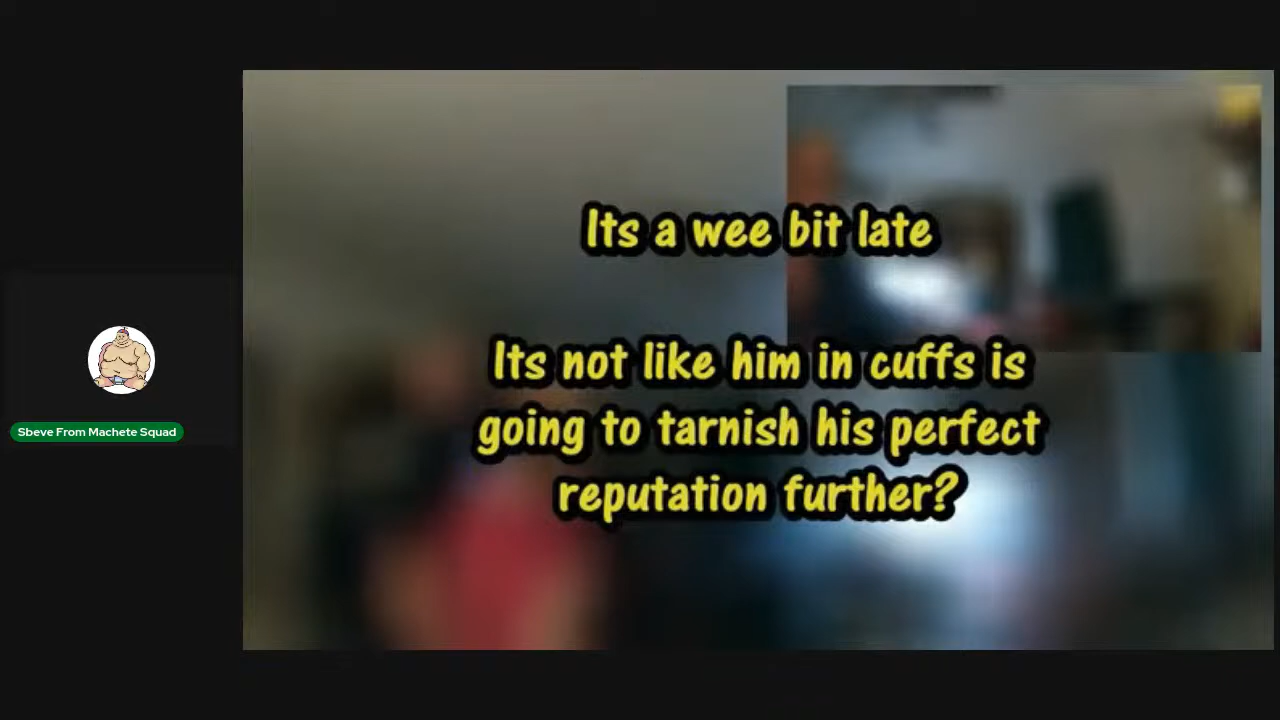 Its a wee bit late
Its not like him in cuffs is
going to tarnish his perfect
reputation further?
Sbeve From Machete Squad